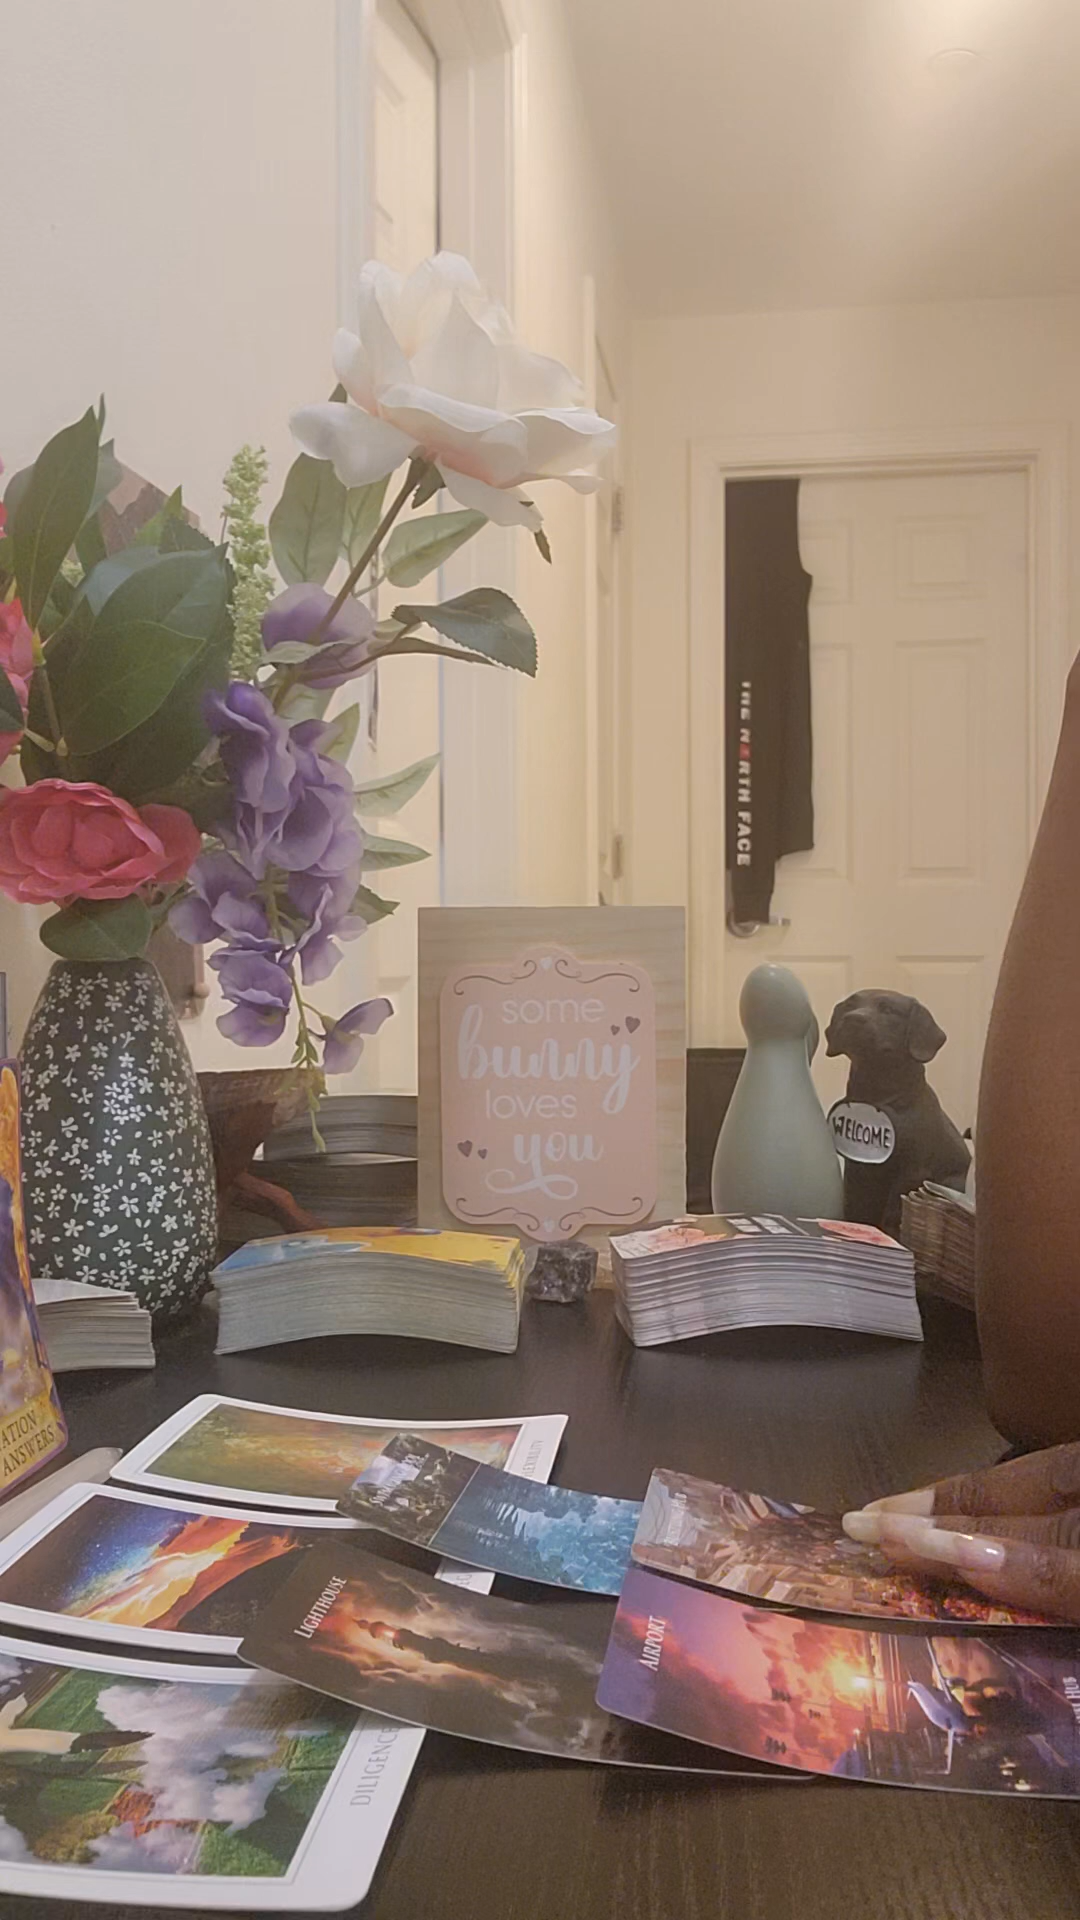 THE NORTH FACE
some
bunny
loves
you
WELCOME
ANSWERS
LIGHTHOUSE
AIRPORT
DILIGENCE